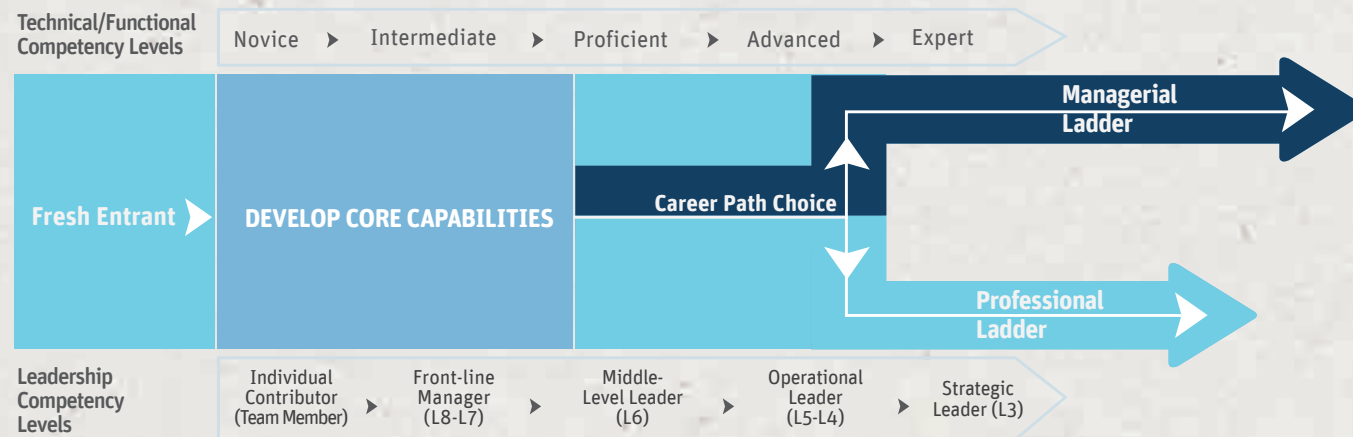 Technical/Functional
Competency Levels
Novice
Intermediate
Proficient
Advanced
Expert
Managerial
Ladder
Fresh Entrant
DEVELOP CORE CAPABILITIES
Career Path Choice
Professional
Ladder
Leadership
Competency
Levels
Individual
Contributor
(Team Member)
Front-line
Manager
(L8-L7)
Middle-
Level Leader
(L6)
Operational
Leader
(L5-L4)
Strategic
Leader (L3)